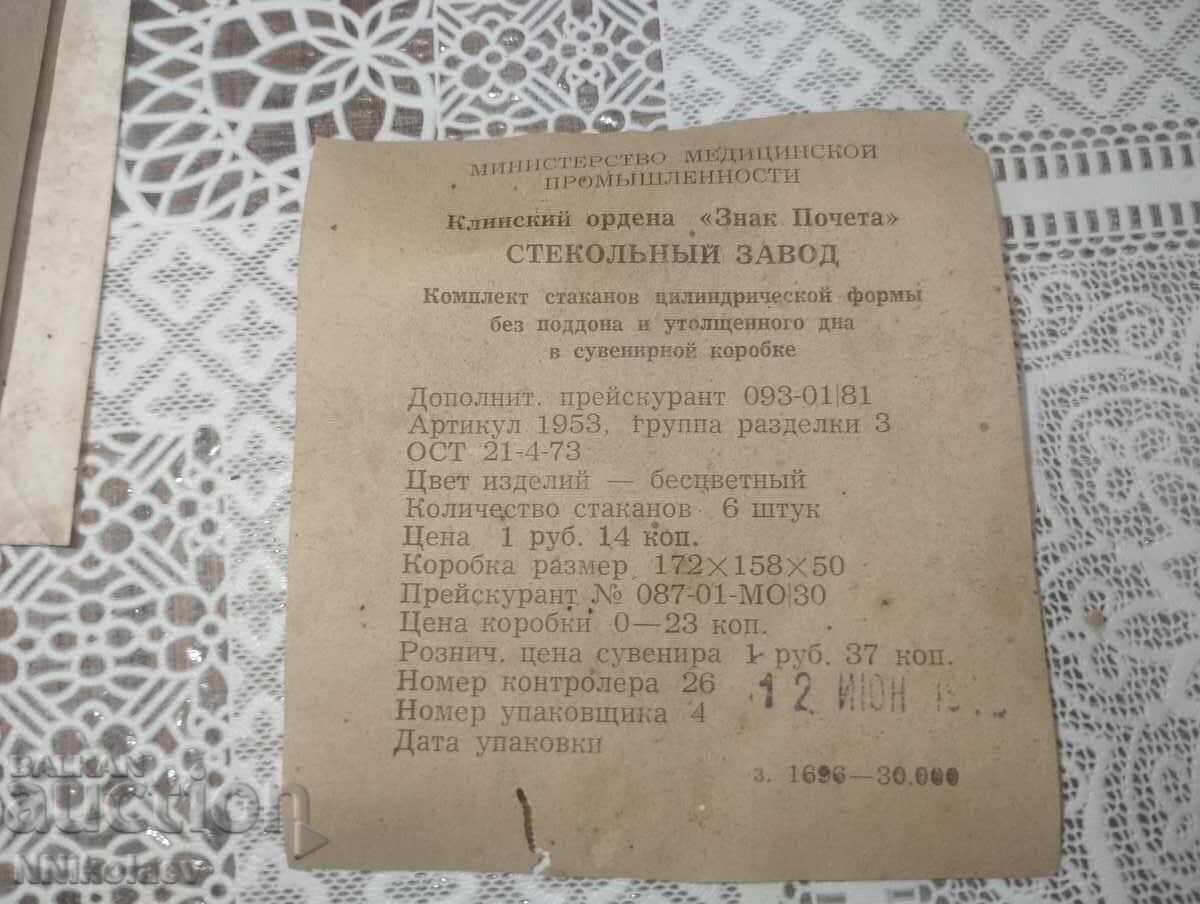 МИНИСТЕРСТВО МЕДИЦИНСКОЙ
ПРОМЫШЛЕННОСТИ
Клинский ордена «Знак Почета»
СТЕКОЛЬНЫЙ ЗАВОД
Комплект стаканов цилиндрической формы
без поддона и утолщенного дна
в сувенирной коробке
Дополнит. прейскурант 093-01|81
Артикул 1953, группа разделки 3
ОСТ 21-4-73
Цвет изделий — бесцветный
Количество стаканов 6 штук
Цена 1 руб. 14 коп.
Коробка размер 172×158×50
Прейскурант № 087-01-МО|30
Цена коробки 0—23 коп.
Рознич. цена сувенира 1 руб. 37 коп.
Номер контролера 26
12 ИЮН
Номер упаковщика 4
Дата упаковки
з. 1696—30.000
BALKAN
auction
NNikolaev